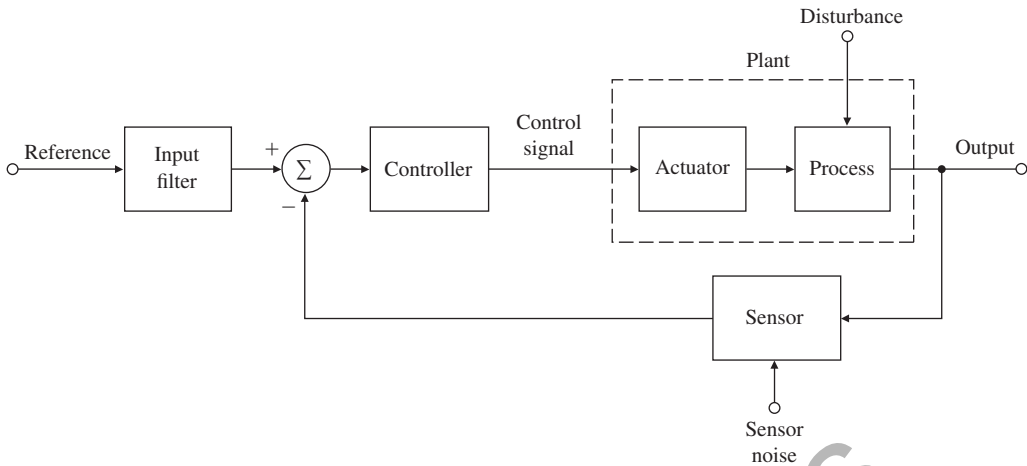 Disturbance
Plant
Reference
Input
filter
+
Σ
−
Controller
Control
signal
Actuator
Process
Output
Sensor
Sensor
noise